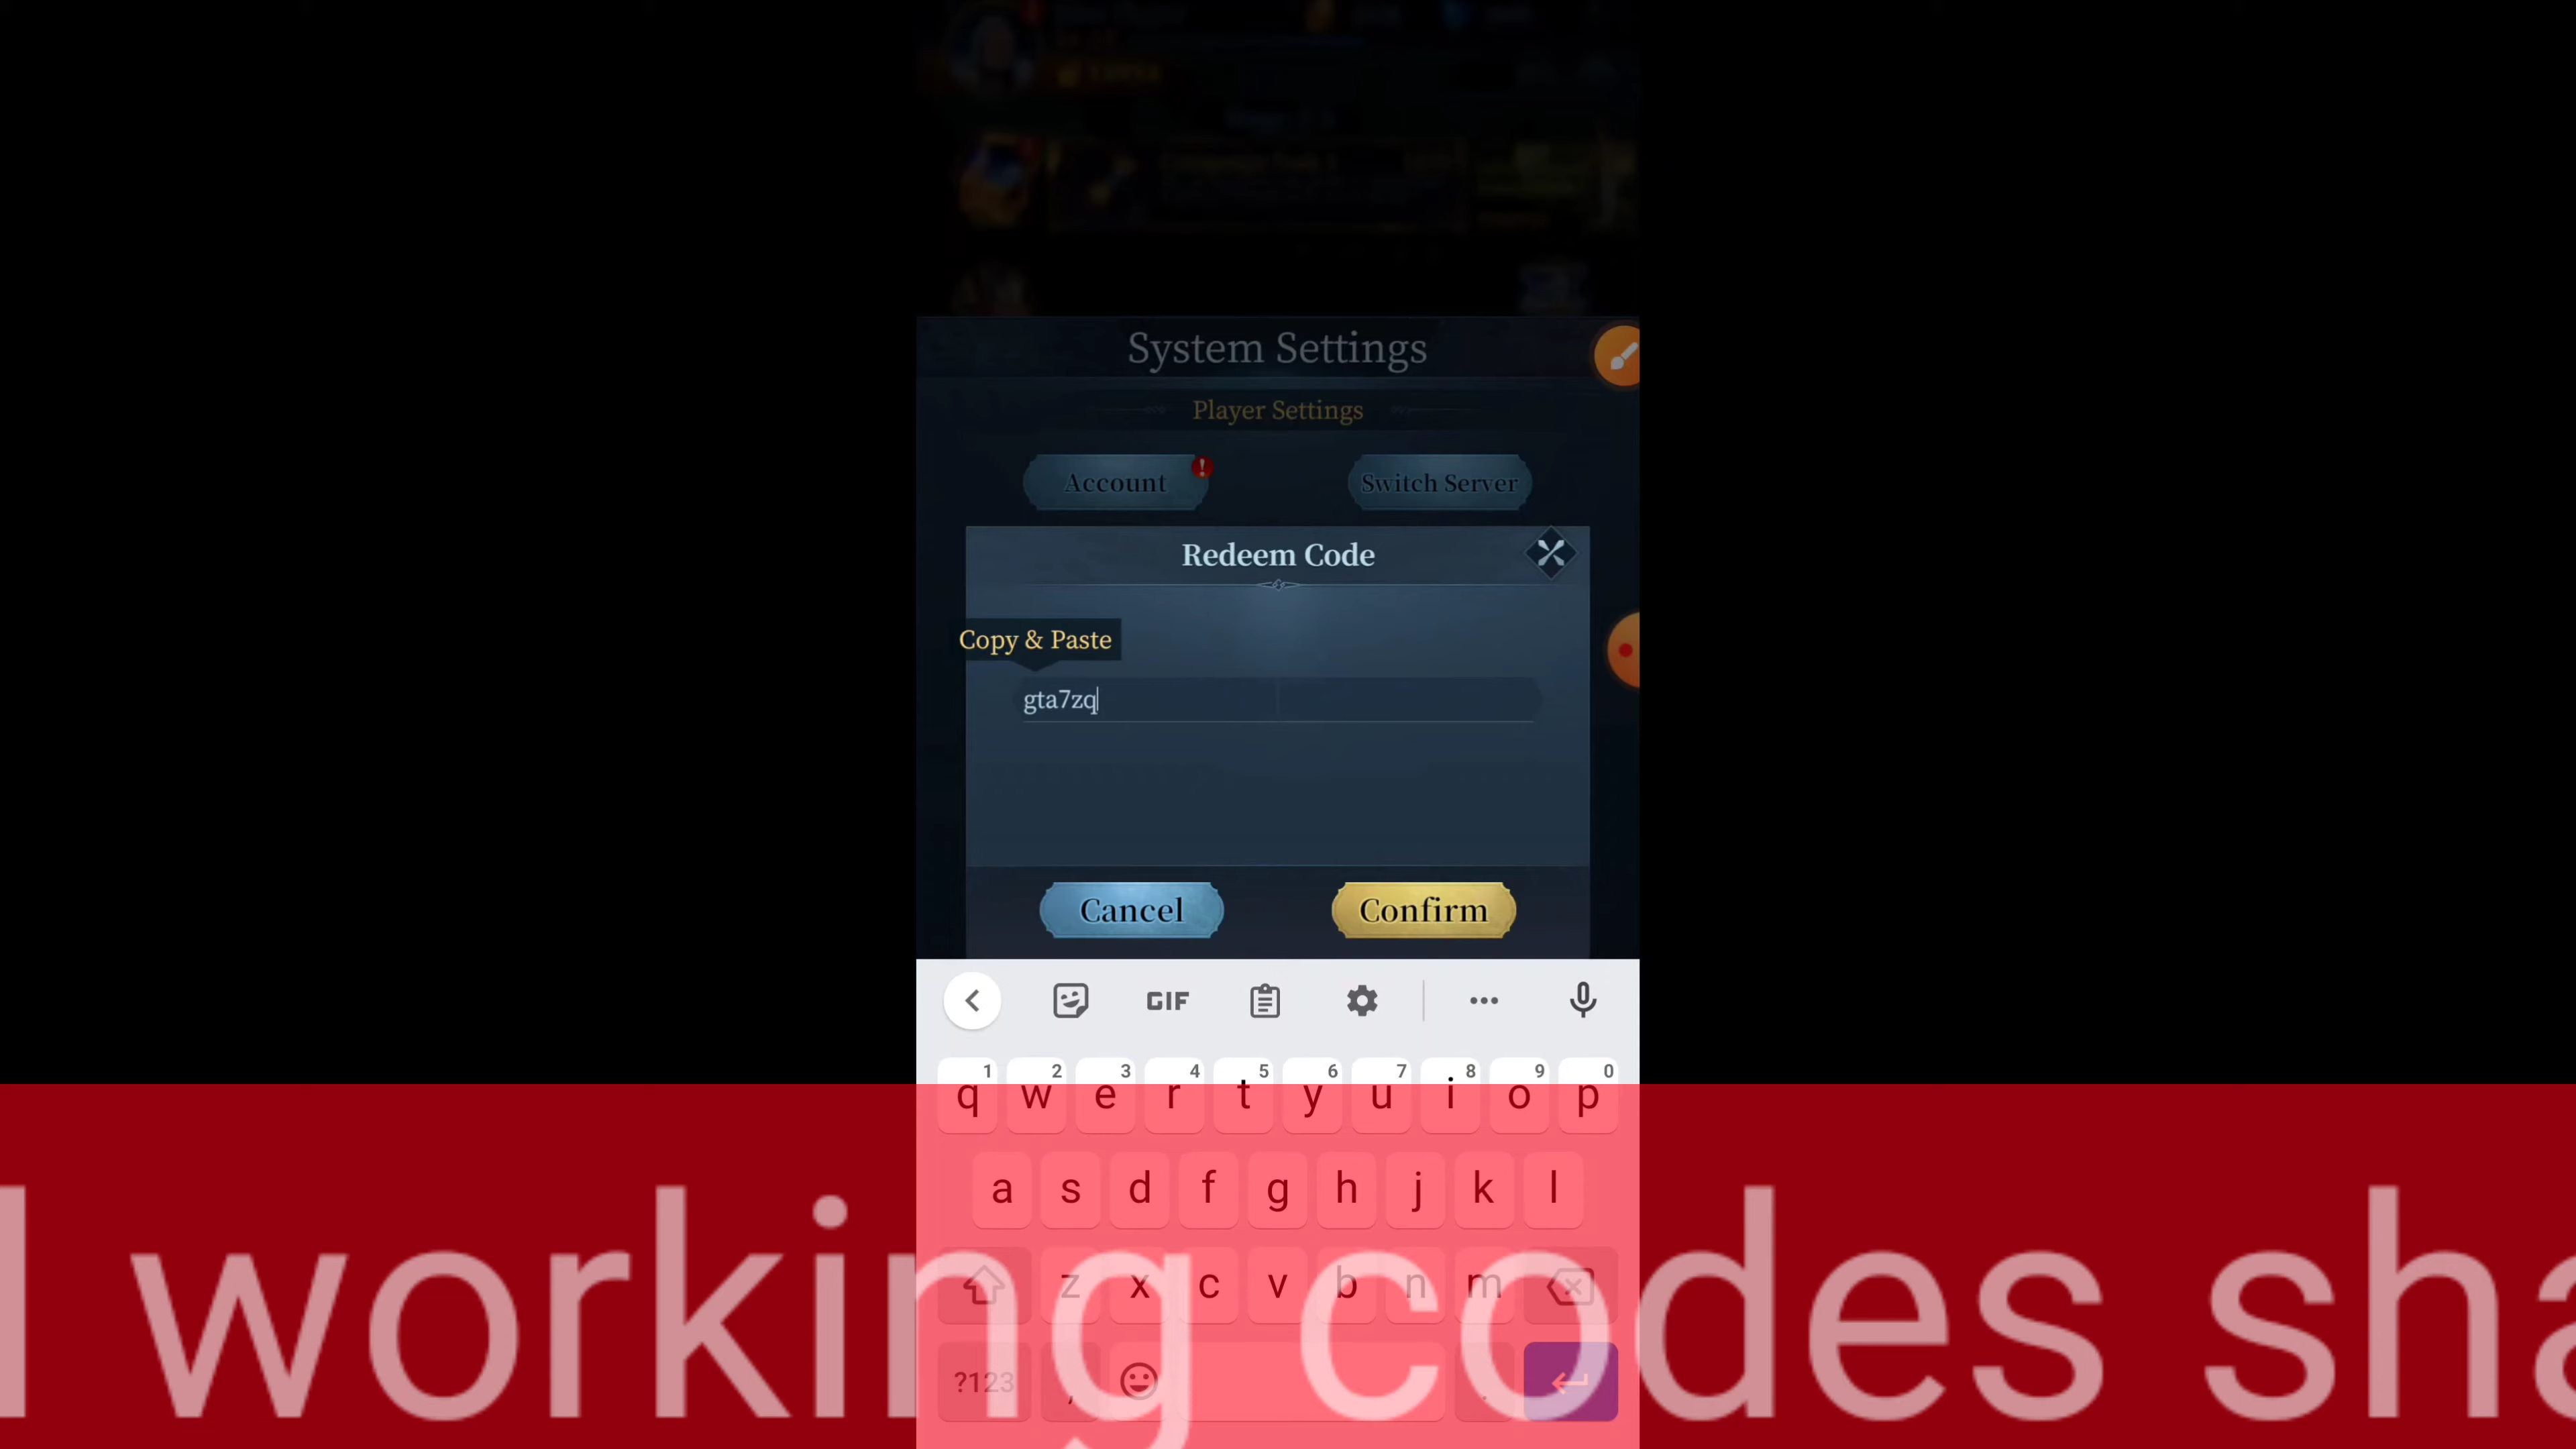 System Settings
Player Settings
Account
Switch Server
Redeem Code
Copy & Paste
gta7zq
Cancel
Confirm
GIF
1 2 3 4 5 6 7 8 9 0
q w e r t y u i o p
a s d f g h j k l
z x c v b n m
?123 , .
working codes sha